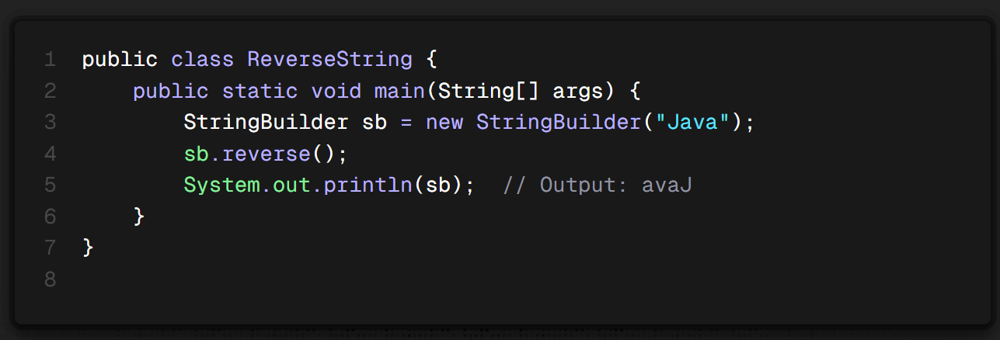 1 public class ReverseString {
2     public static void main(String[] args) {
3         StringBuilder sb = new StringBuilder("Java");
4         sb.reverse();
5         System.out.println(sb);  // Output: avaJ
6     }
7 }
8